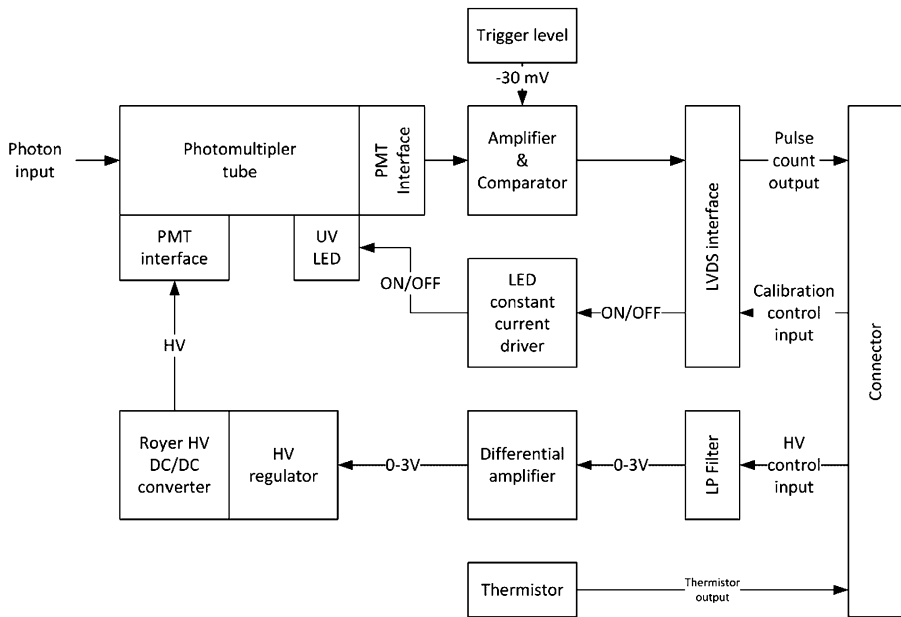 Trigger level
-30 mV
Photon
input
Photomultipler
tube
PMT
Interface
Amplifier
&
Comparator
LVDS interface
Pulse
count
output
Connector
PMT
interface
UV
LED
ON/OFF
LED
constant
current
driver
ON/OFF
Calibration
control
input
HV
Royer HV
DC/DC
converter
HV
regulator
0-3V
Differential
amplifier
0-3V
LP Filter
HV
control
input
Thermistor
Thermistor
output